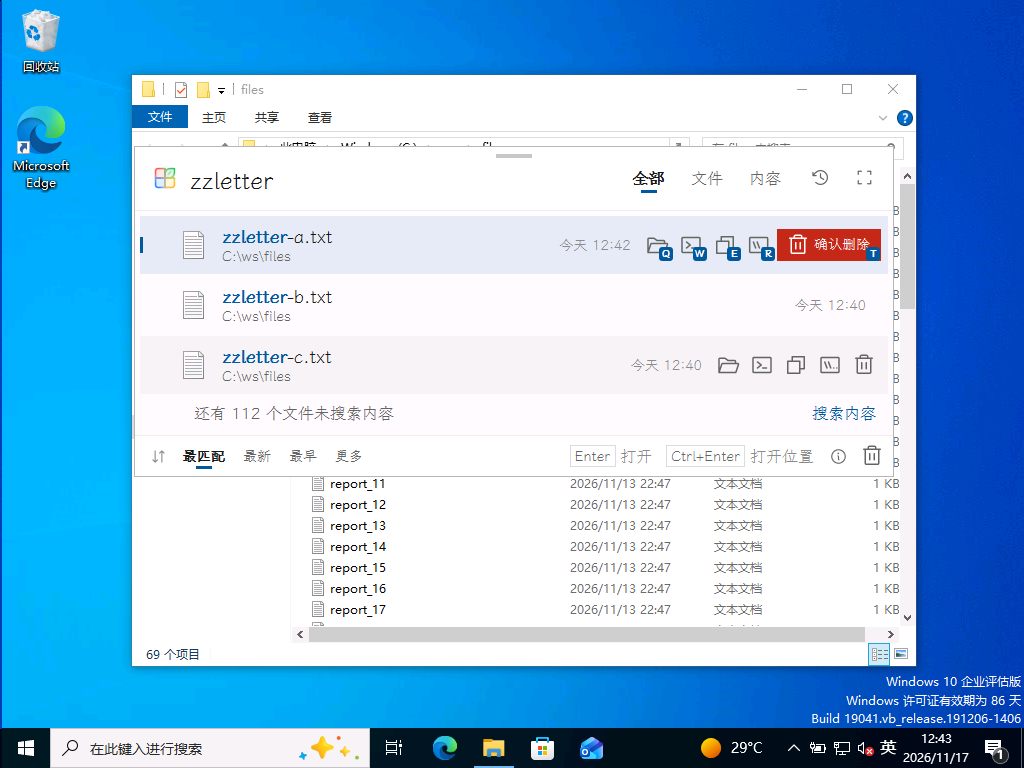 回收站
Microsoft
Edge
files
文件 主页 共享 查看
zzletter 全部 文件 内容
zzletter-a.txt 今天 12:42 Q W E R 确认删除 T
C:\ws\files
zzletter-b.txt 今天 12:40
C:\ws\files
zzletter-c.txt 今天 12:40
C:\ws\files
还有 112 个文件未搜索内容 搜索内容
最匹配 最新 最早 更多 Enter 打开 Ctrl+Enter 打开位置
report_11 2026/11/13 22:47 文本文档 1 KB
report_12 2026/11/13 22:47 文本文档 1 KB
report_13 2026/11/13 22:47 文本文档 1 KB
report_14 2026/11/13 22:47 文本文档 1 KB
report_15 2026/11/13 22:47 文本文档 1 KB
report_16 2026/11/13 22:47 文本文档 1 KB
report_17 2026/11/13 22:47 文本文档 1 KB
69 个项目
Windows 10 企业评估版
Windows 许可证有效期为 86 天
Build 19041.vb_release.191206-1406
在此键入进行搜索 29°C 英 12:43
2026/11/17 1